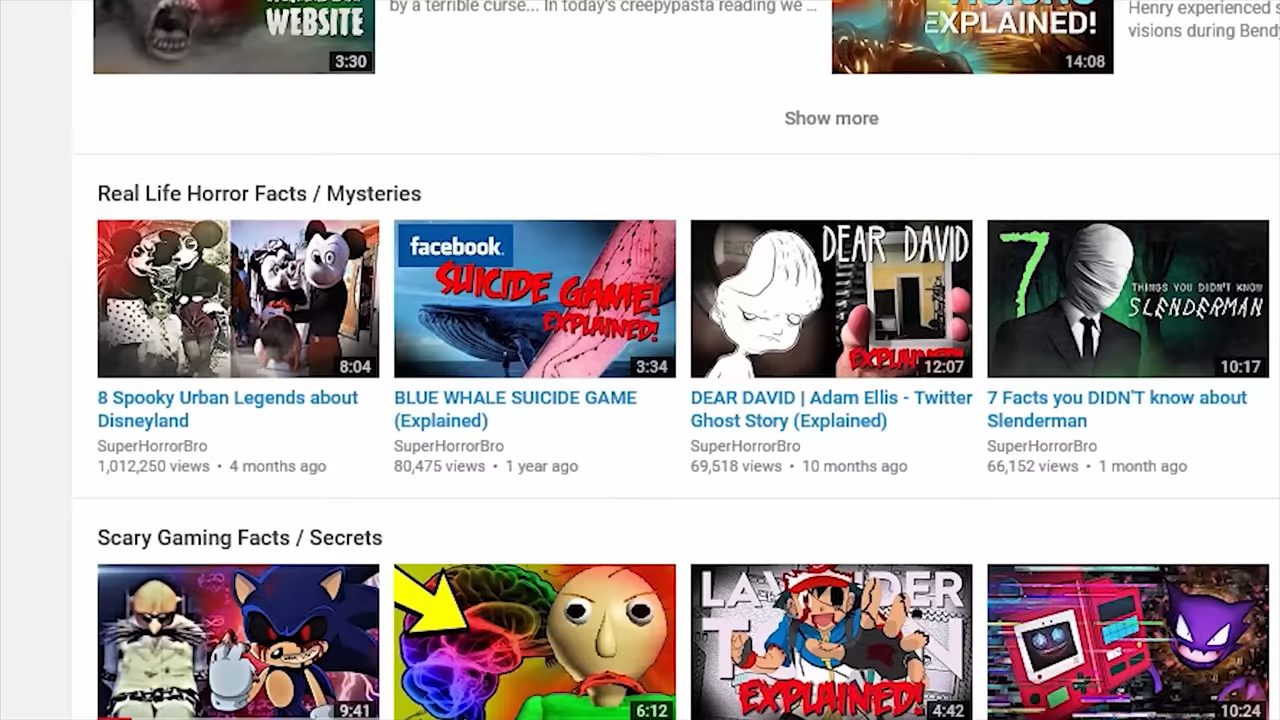 WEBSITE
3:30
by a terrible curse... In today's creepypasta reading we ...
EXPLAINED!
14:08
Henry experienced
visions during Bendy
Show more
Real Life Horror Facts / Mysteries
facebook.
SUICIDE GAME!
EXPLAINED!
DEAR DAVID
EXPLAINED!
7
THINGS YOU DIDN'T KNOW
SLENDERMAN
8:04
3:34
12:07
10:17
8 Spooky Urban Legends about
Disneyland
SuperHorrorBro
1,012,250 views • 4 months ago
BLUE WHALE SUICIDE GAME
(Explained)
SuperHorrorBro
80,475 views • 1 year ago
DEAR DAVID | Adam Ellis - Twitter
Ghost Story (Explained)
SuperHorrorBro
69,518 views • 10 months ago
7 Facts you DIDN'T know about
Slenderman
SuperHorrorBro
66,152 views • 1 month ago
Scary Gaming Facts / Secrets
EXPLAINED!
9:41
6:12
4:42
10:24